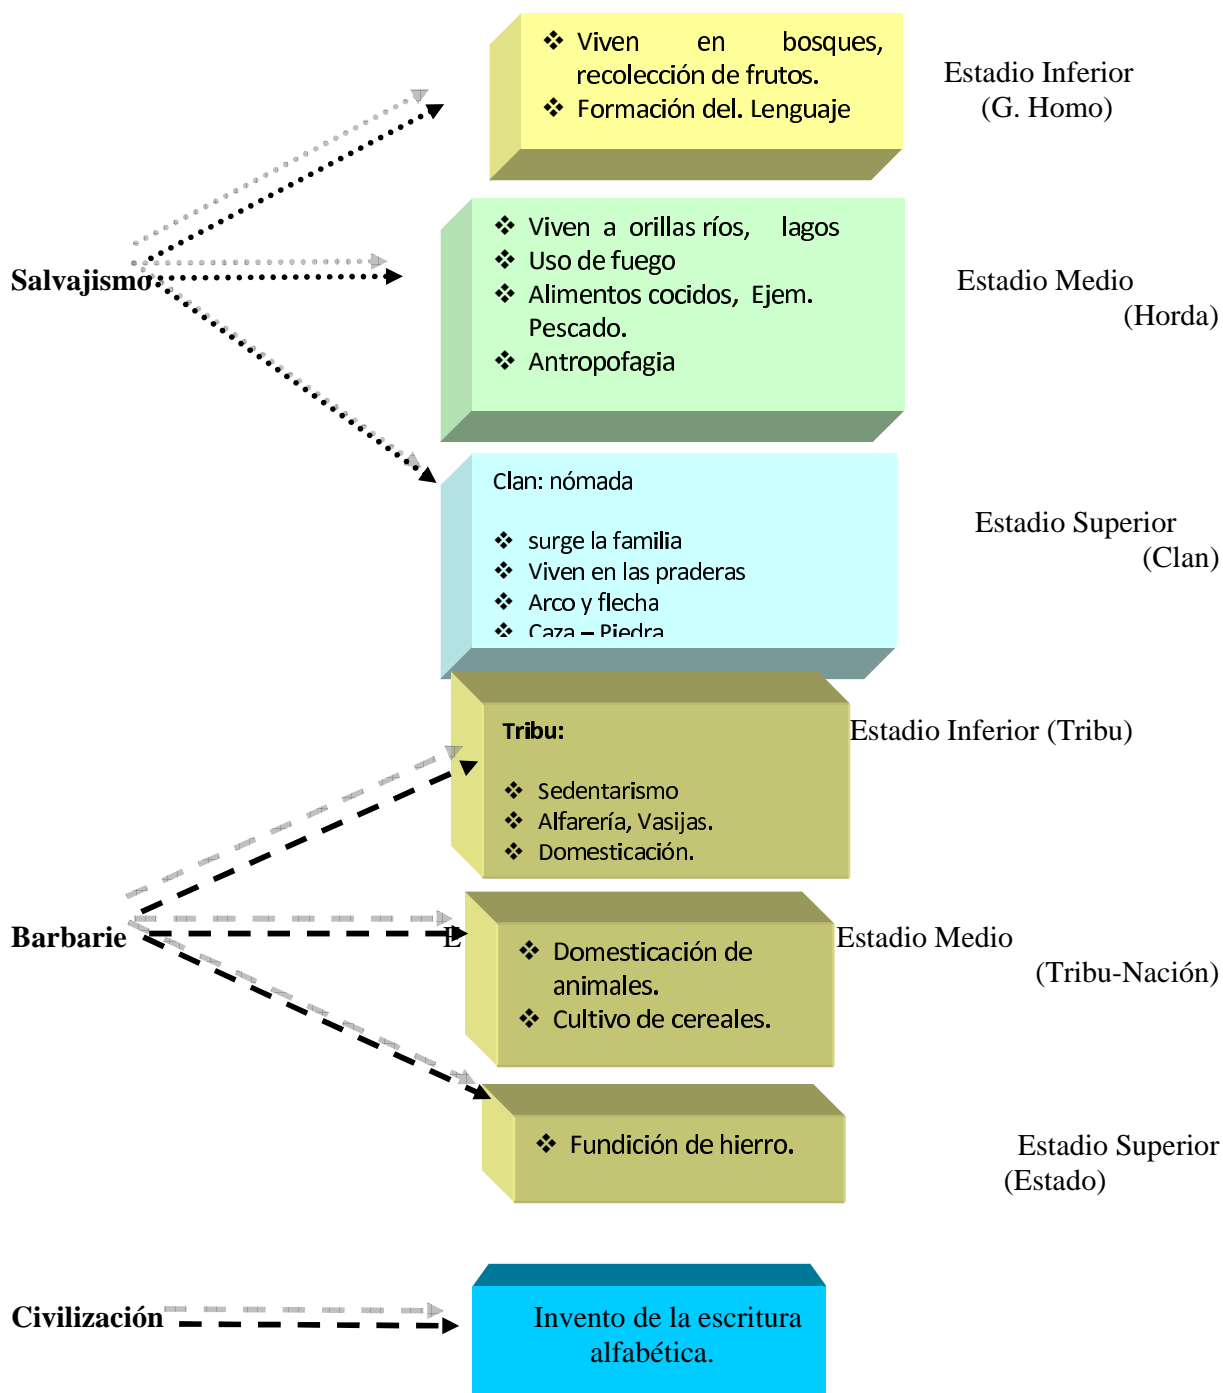 ❖ Viven en bosques,
recolección de frutos.
❖ Formación del. Lenguaje
Estadio Inferior
(G. Homo)
Salvajismo
❖ Viven a orillas ríos, lagos
❖ Uso de fuego
❖ Alimentos cocidos, Ejem.
Pescado.
❖ Antropofagia
Estadio Medio
(Horda)
Clan: nómada
❖ surge la familia
❖ Viven en las praderas
❖ Arco y flecha
❖ Caza – Piedra
Estadio Superior
(Clan)
Tribu:
❖ Sedentarismo
❖ Alfarería, Vasijas.
❖ Domesticación.
Estadio Inferior (Tribu)
Barbarie
E
❖ Domesticación de
animales.
❖ Cultivo de cereales.
Estadio Medio
(Tribu-Nación)
❖ Fundición de hierro.
Estadio Superior
(Estado)
Civilización
Invento de la escritura
alfabética.